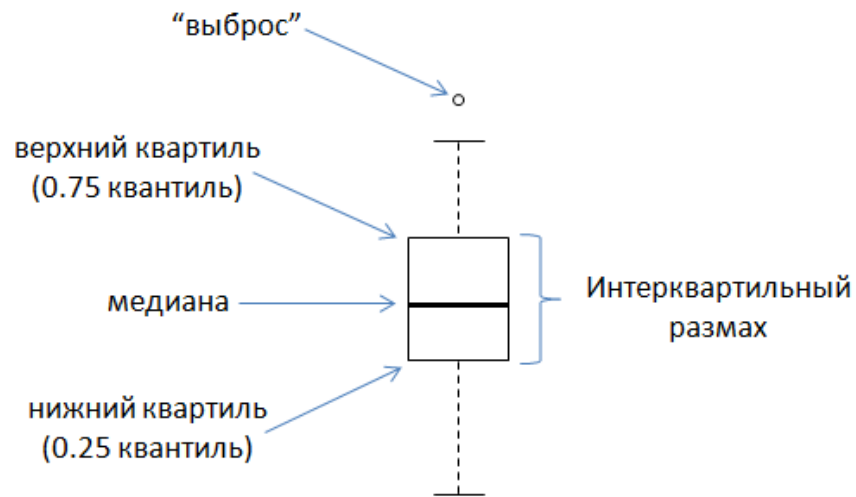 “выброс”
верхний квартиль
(0.75 квантиль)
медиана
Интерквартильный
размах
нижний квартиль
(0.25 квантиль)